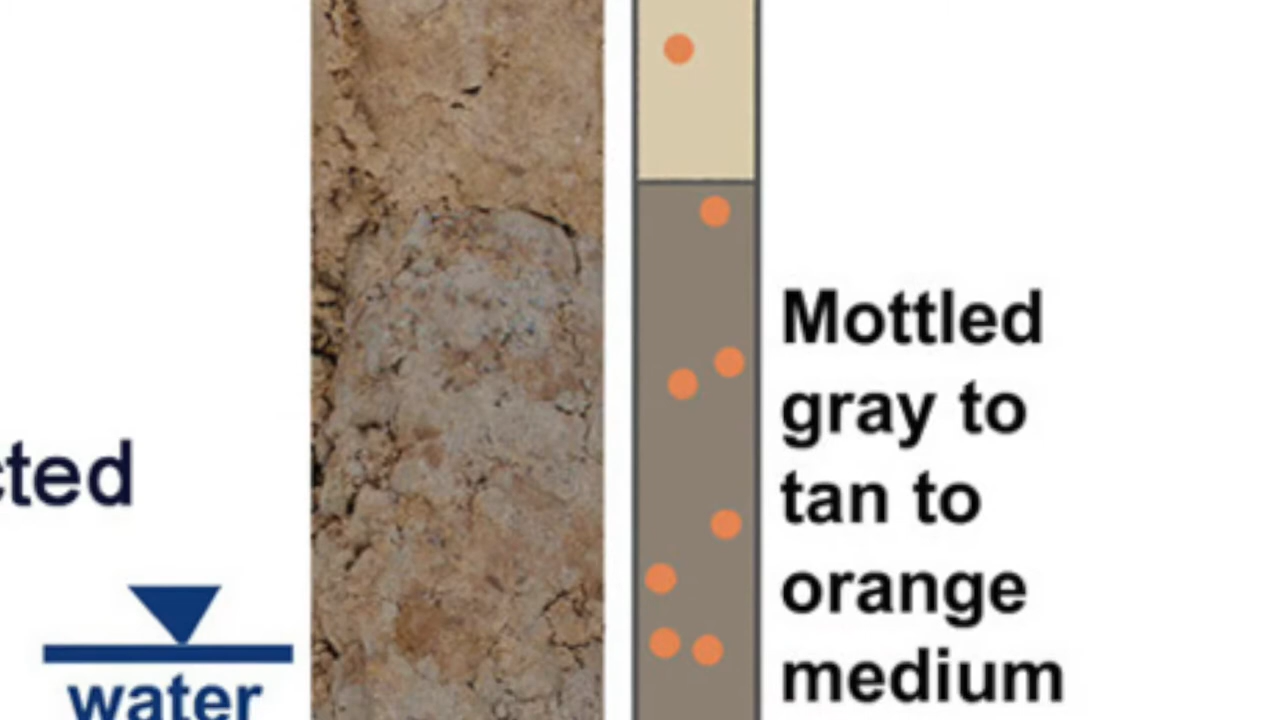 Mottled
gray to
tan to
orange
medium
cted
water